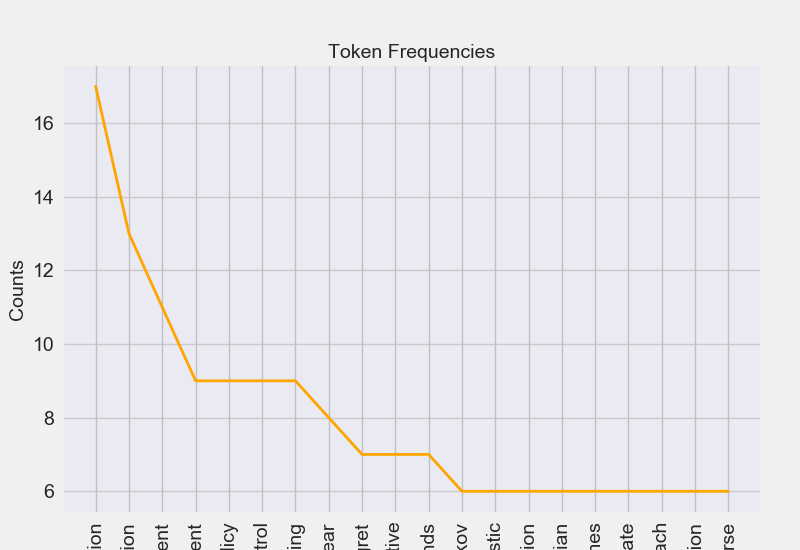 Token Frequencies
Counts
16
14
12
10
8
6
ion
ion
ent
ent
licy
trol
ing
ear
gret
tive
nds
kov
stic
ion
ian
nes
ate
ach
ion
rse